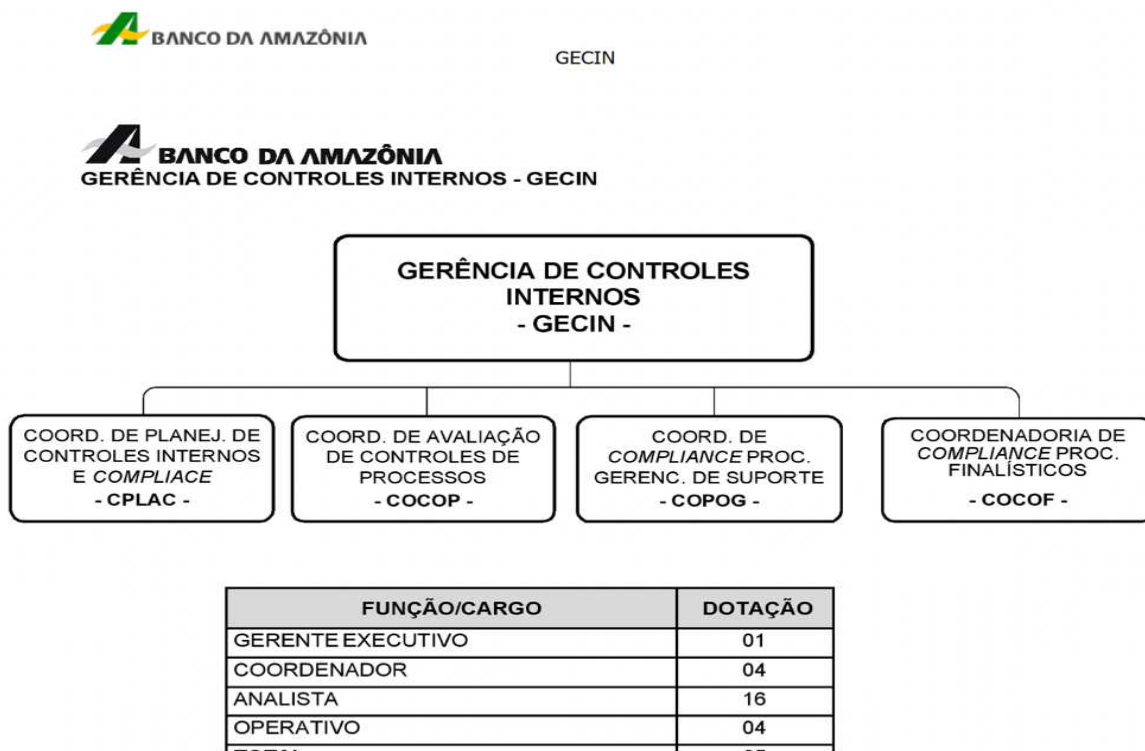 BANCO DA AMAZÔNIA
GECIN
BANCO DA AMAZÔNIA
GERÊNCIA DE CONTROLES INTERNOS - GECIN
GERÊNCIA DE CONTROLES
INTERNOS
- GECIN -
COORD. DE PLANEJ. DE
CONTROLES INTERNOS
E COMPLIACE
- CPLAC -
COORD. DE AVALIAÇÃO
DE CONTROLES DE
PROCESSOS
- COCOP -
COORD. DE
COMPLIANCE PROC.
GERENC. DE SUPORTE
- COPOG -
COORDENADORIA DE
COMPLIANCE PROC.
FINALÍSTICOS
- COCOF -
FUNÇÃO/CARGO DOTAÇÃO
GERENTE EXECUTIVO 01
COORDENADOR 04
ANALISTA 16
OPERATIVO 04